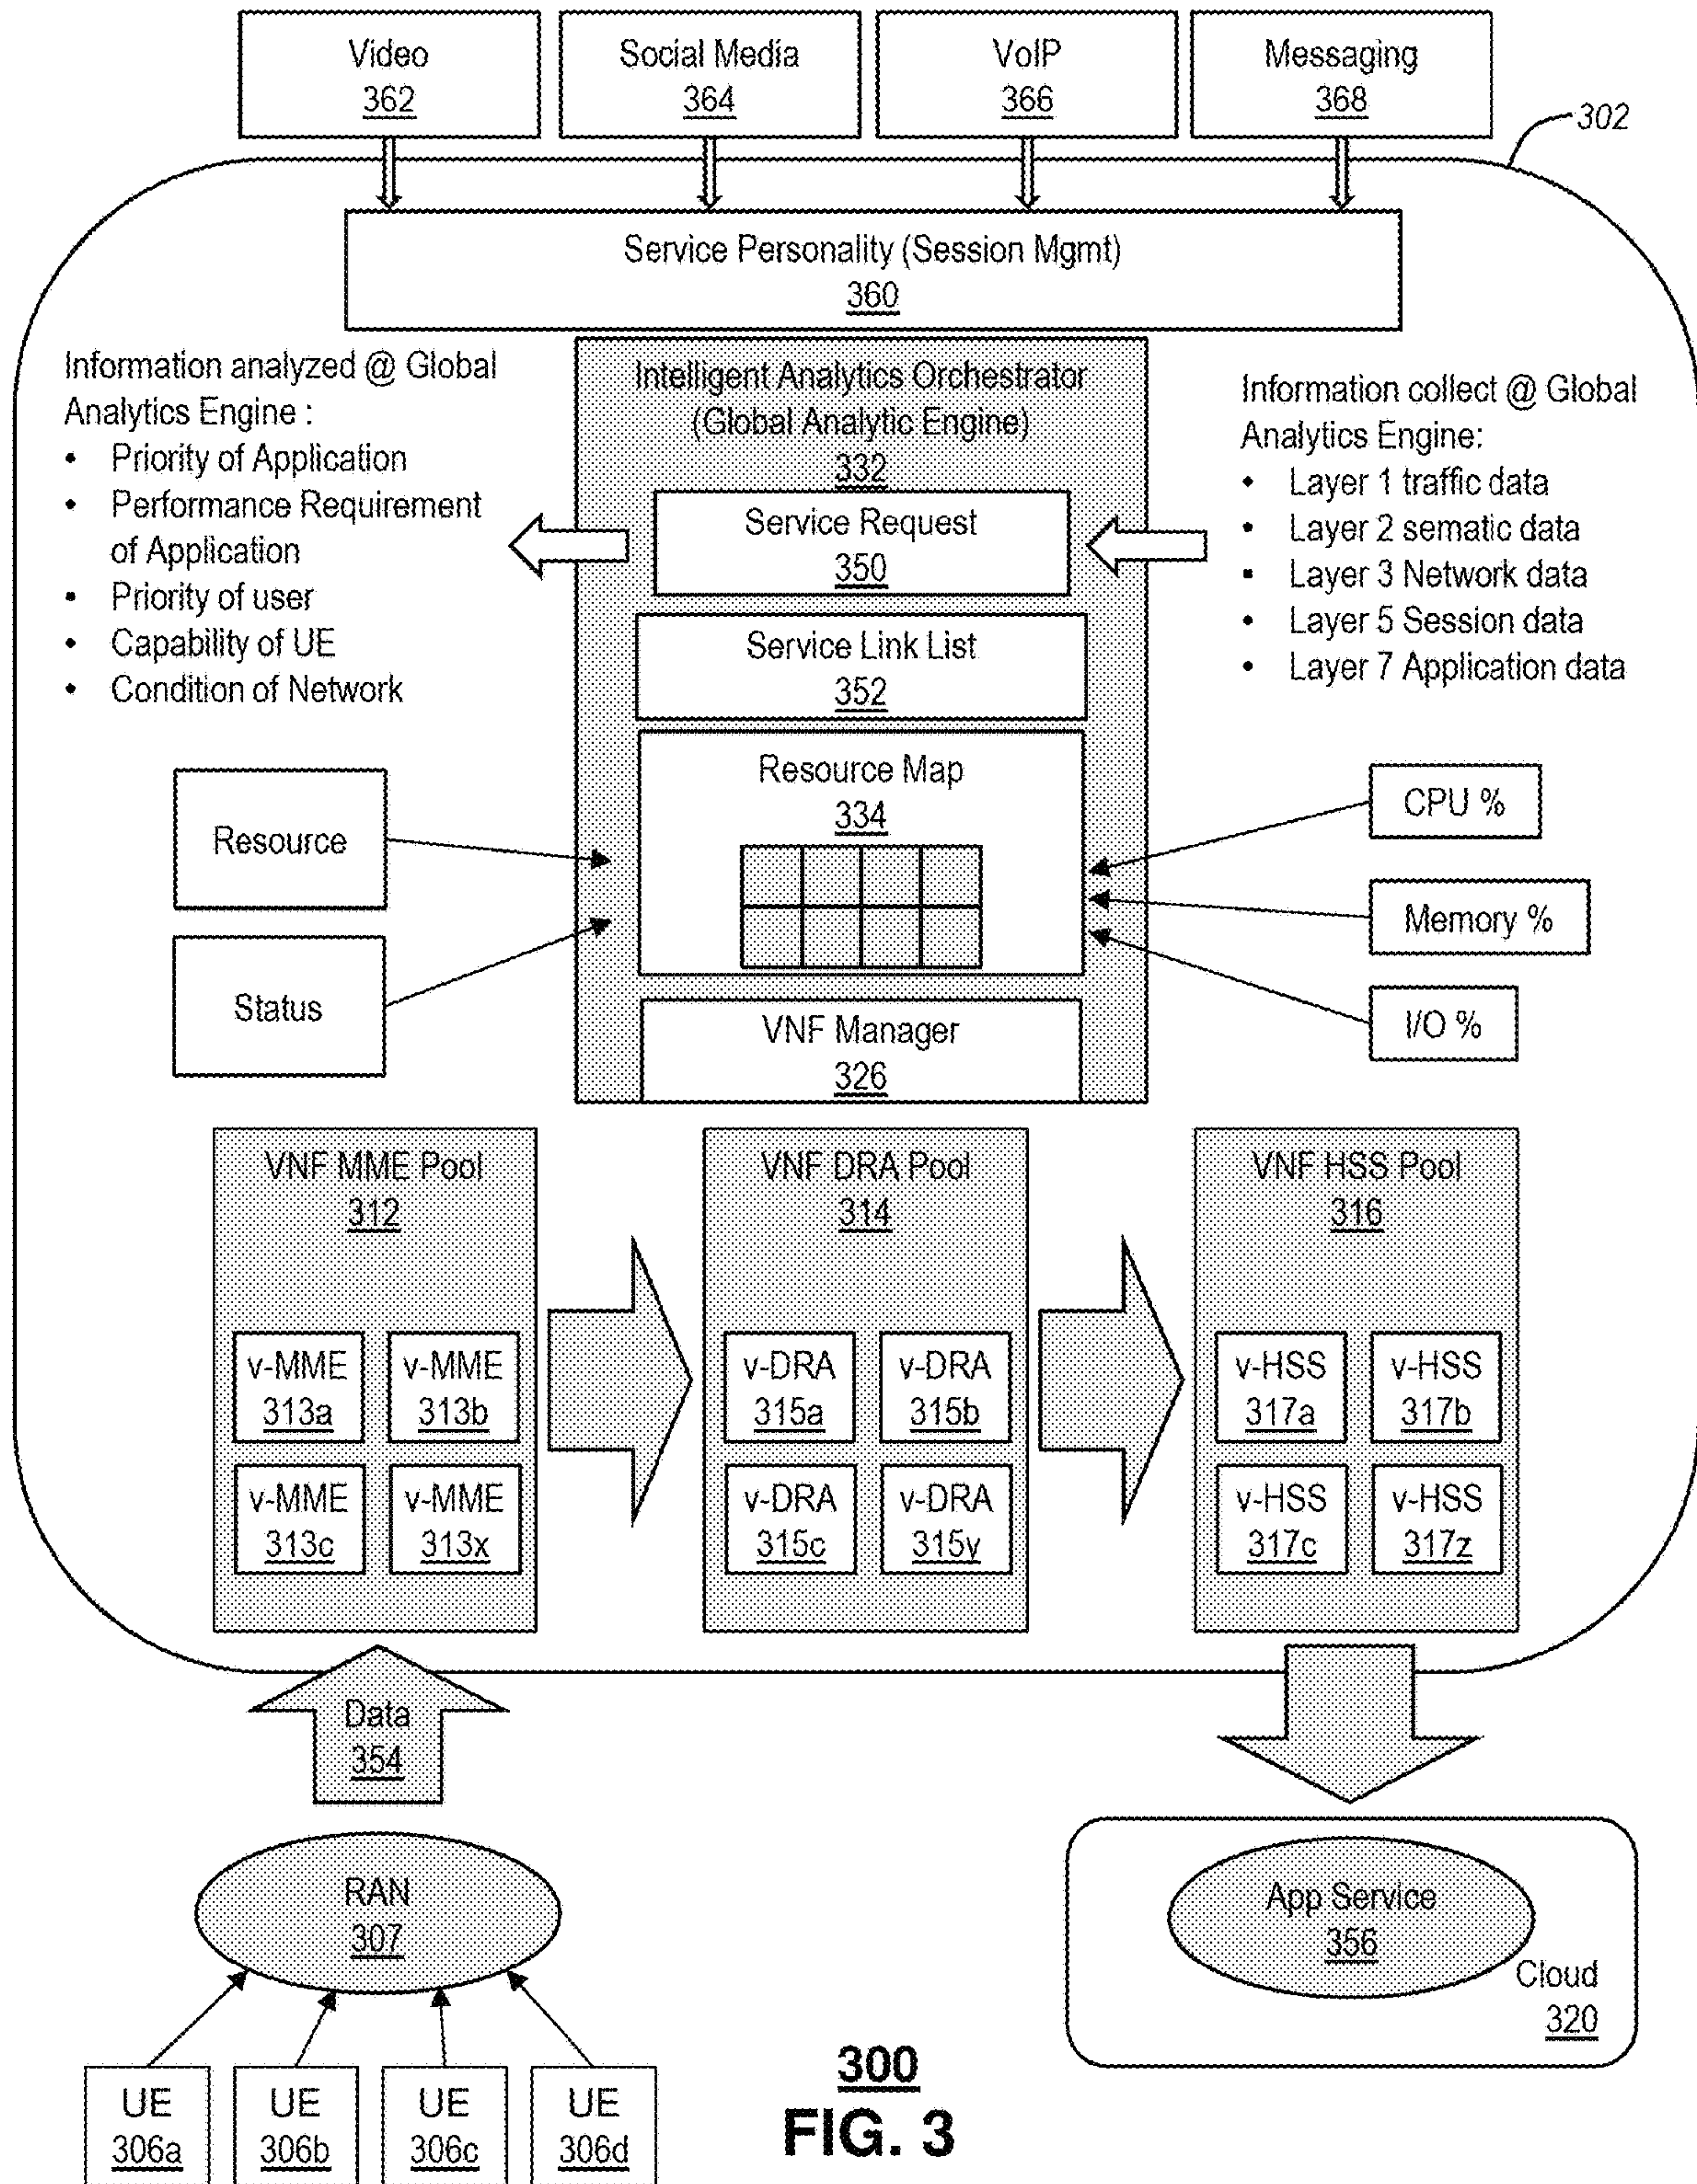 Video
362
Social Media
364
VoIP
366
Messaging
368
302
Service Personality (Session Mgmt)
360
Information analyzed @ Global
Analytics Engine :
• Priority of Application
• Performance Requirement
of Application
• Priority of user
• Capability of UE
• Condition of Network
Intelligent Analytics Orchestrator
(Global Analytic Engine)
332
Service Request
350
Service Link List
352
Resource Map
334
VNF Manager
326
Information collect @ Global
Analytics Engine:
• Layer 1 traffic data
• Layer 2 sematic data
• Layer 3 Network data
• Layer 5 Session data
• Layer 7 Application data
Resource
Status
CPU %
Memory %
I/O %
VNF MME Pool
312
v-MME
313a
v-MME
313b
v-MME
313c
v-MME
313x
VNF DRA Pool
314
v-DRA
315a
v-DRA
315b
v-DRA
315c
v-DRA
315y
VNF HSS Pool
316
v-HSS
317a
v-HSS
317b
v-HSS
317c
v-HSS
317z
Data
354
RAN
307
UE
306a
UE
306b
UE
306c
UE
306d
App Service
356
Cloud
320
300
FIG. 3